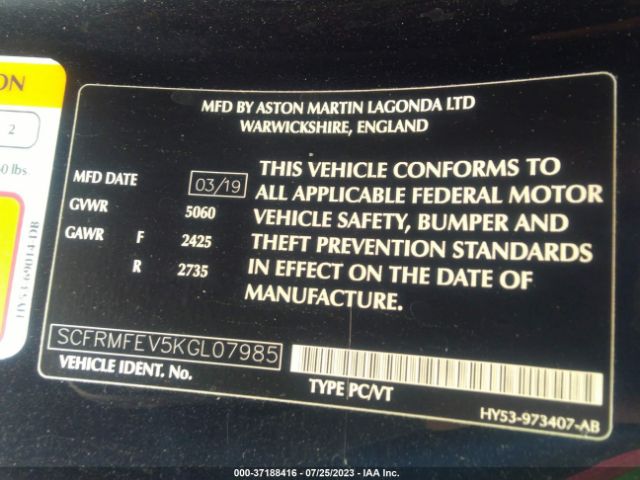 ON
2
0 lbs
HY53-69014-DB
MFD BY ASTON MARTIN LAGONDA LTD
WARWICKSHIRE, ENGLAND
MFD DATE 03/19
GVWR 5060
GAWR F 2425
R 2735
THIS VEHICLE CONFORMS TO
ALL APPLICABLE FEDERAL MOTOR
VEHICLE SAFETY, BUMPER AND
THEFT PREVENTION STANDARDS
IN EFFECT ON THE DATE OF
MANUFACTURE.
SCFRMFEV5KGL07985
VEHICLE IDENT. No.
TYPE PC/VT
HY53-973407-AB
000-37188416 - 07/25/2023 - IAA Inc.